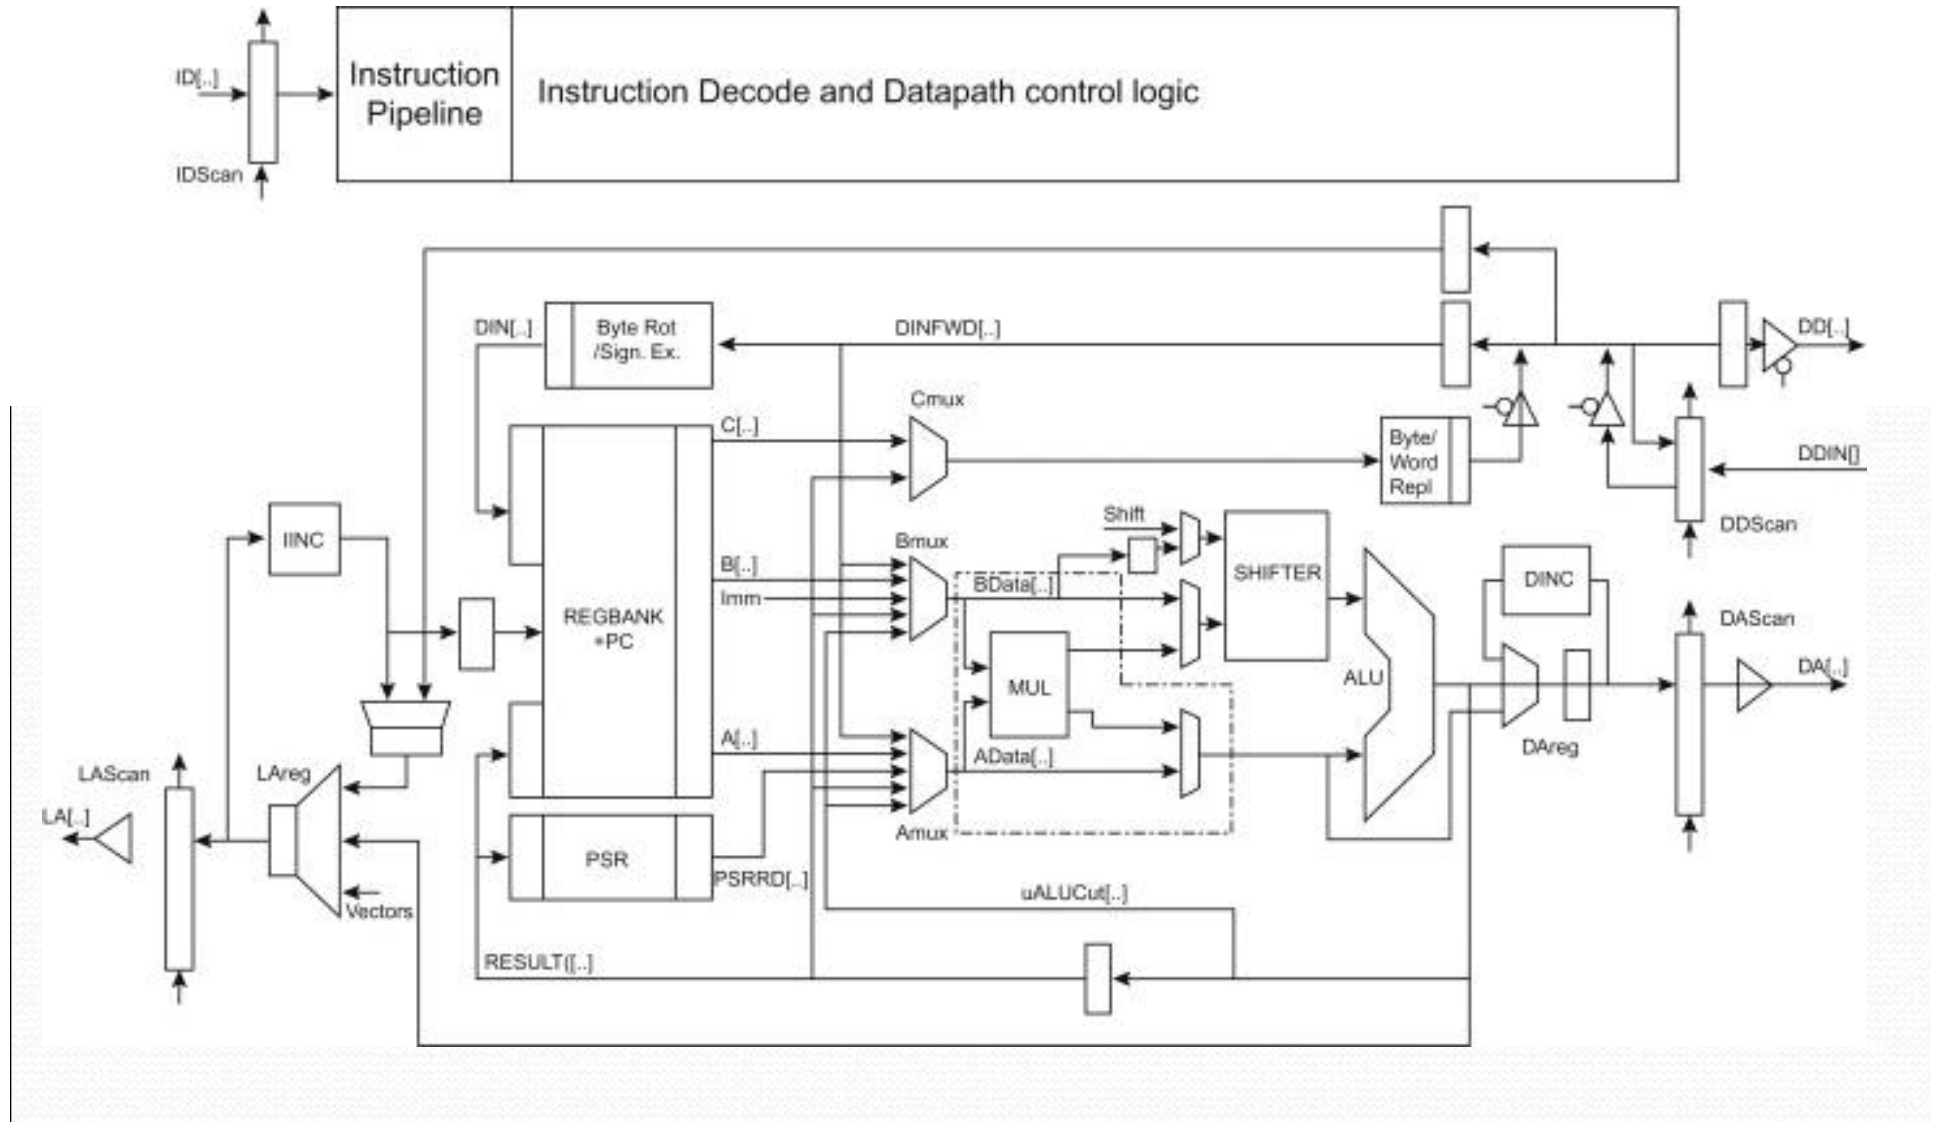 ID[..]
IDScan
Instruction
Pipeline
Instruction Decode and Datapath control logic
DIN[..]
Byte Rot
/Sign. Ex.
DINFWD[..]
DD[..]
Cmux
C[..]
Byte/
Word
Repl
DDIN[]
DDScan
IINC
Shift
Bmux
B[..]
Imm
BData[..]
SHIFTER
DINC
REGBANK
+PC
MUL
ALU
DAScan
DA[..]
DAreg
A[..]
AData[..]
Amux
LAScan
LAreg
LA[..]
Vectors
PSR
PSRRD[..]
uALUCut[..]
RESULT([..]